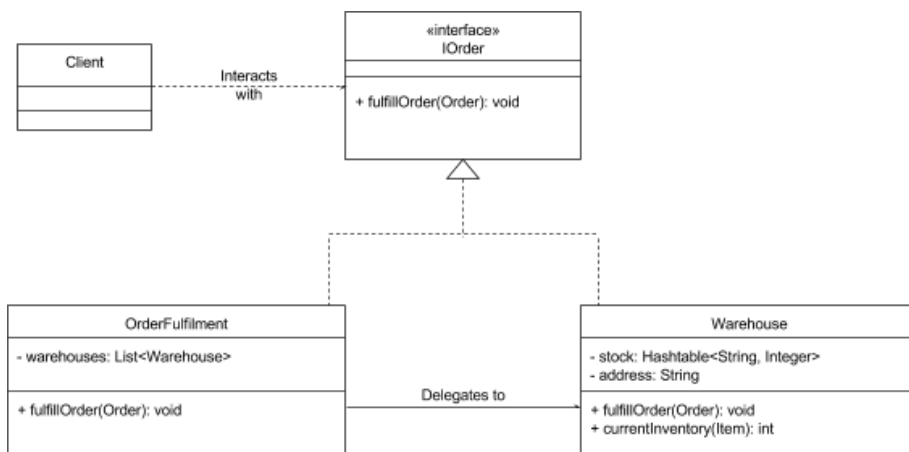 Client
Interacts
with
«interface»
IOrder
+ fulfillOrder(Order): void
OrderFulfilment
- warehouses: List<Warehouse>
+ fulfillOrder(Order): void
Delegates to
Warehouse
- stock: Hashtable<String, Integer>
- address: String
+ fulfillOrder(Order): void
+ currentInventory(Item): int